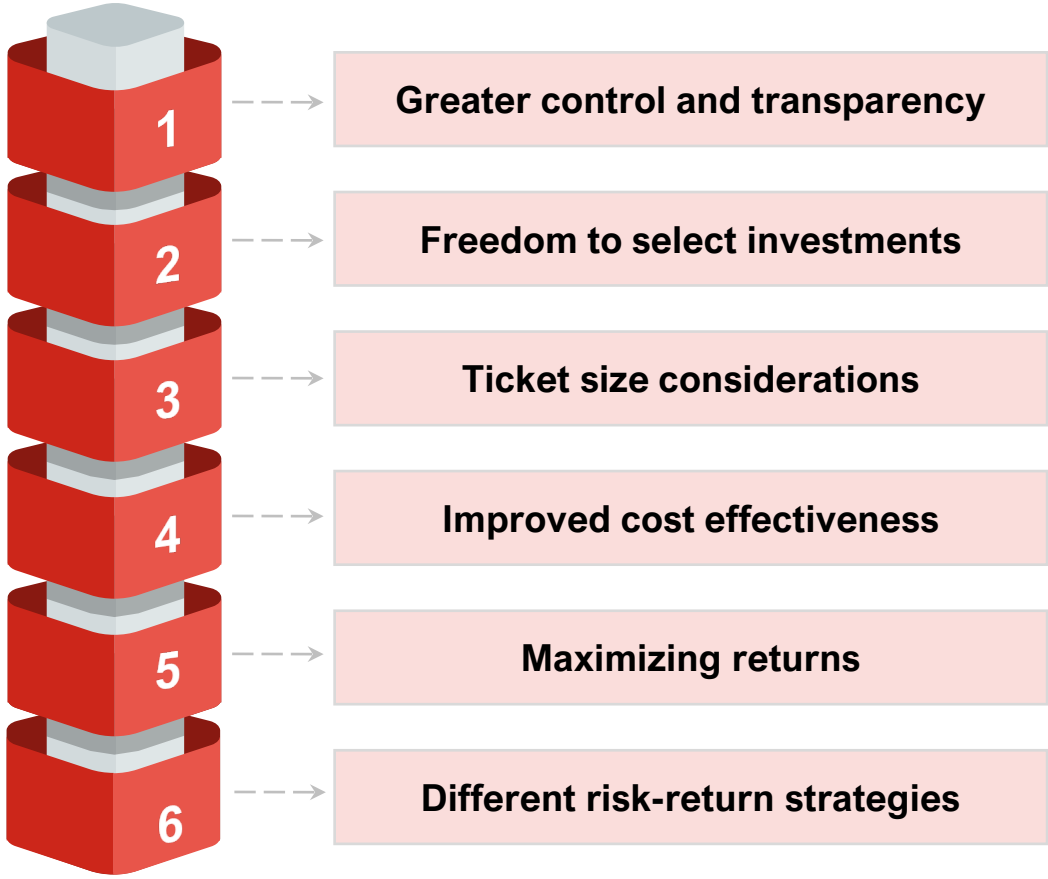 1
Greater control and transparency
2
Freedom to select investments
3
Ticket size considerations
4
Improved cost effectiveness
5
Maximizing returns
6
Different risk-return strategies